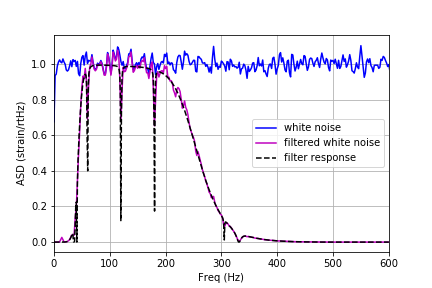 ASD (strain/rtHz)
1.0
0.8
0.6
0.4
0.2
0.0
white noise
filtered white noise
filter response
0 100 200 300 400 500 600
Freq (Hz)